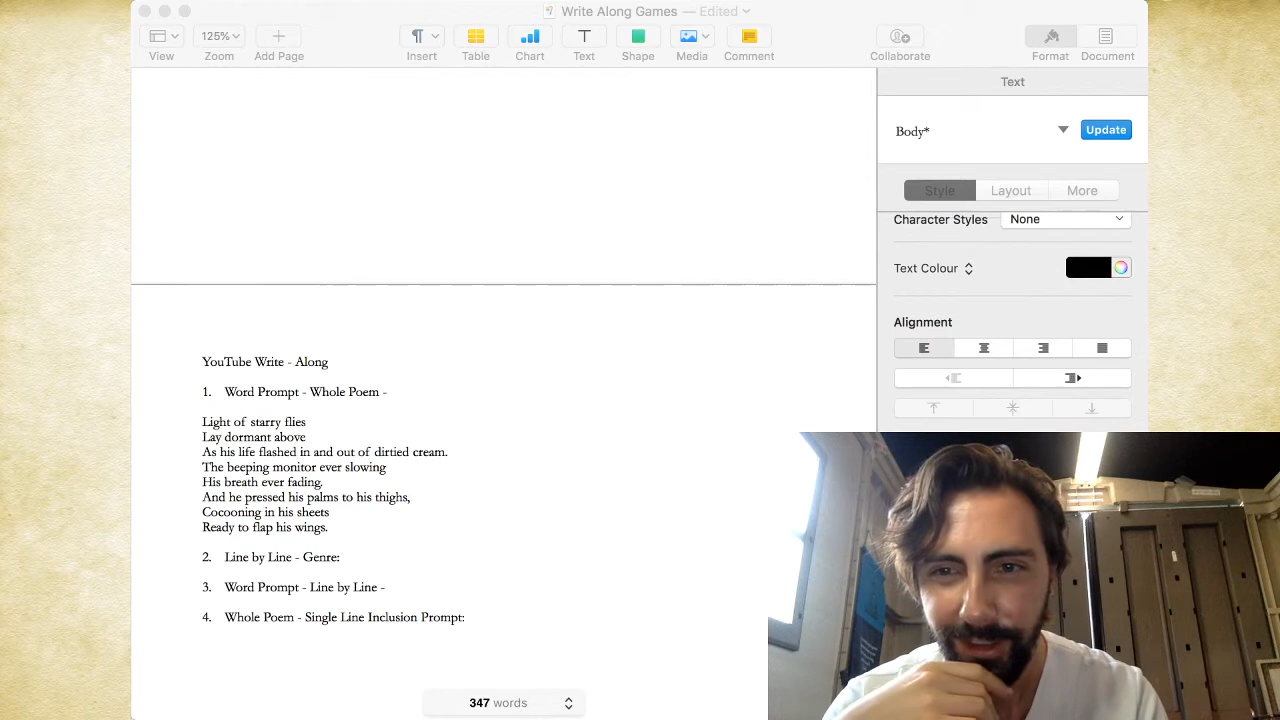 Write Along Games — Edited
View
125%
Zoom
Add Page
Insert
Table
Chart
Text
Shape
Media
Comment
Collaborate
Format
Document
Text
Body*
Update
Style
Layout
More
Character Styles
None
Text Colour
Alignment
YouTube Write - Along
1. Word Prompt - Whole Poem -
Light of starry flies
Lay dormant above
As his life flashed in and out of dirtied cream.
The beeping monitor ever slowing
His breath ever fading.
And he pressed his palms to his thighs,
Cocooning in his sheets
Ready to flap his wings.
2. Line by Line - Genre:
3. Word Prompt - Line by Line -
4. Whole Poem - Single Line Inclusion Prompt:
347 words